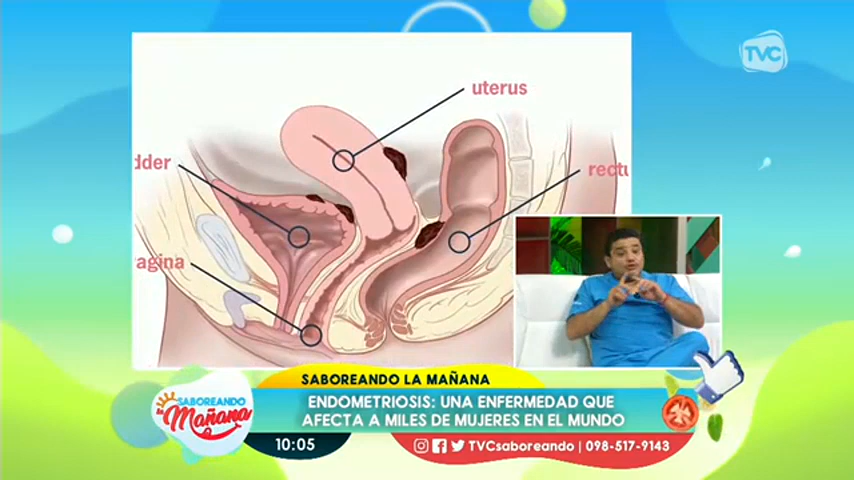 TVC
uterus
dder
rectu
agina
SABOREANDO LA MAÑANA
SABOREANDO
la Mañana
ENDOMETRIOSIS: UNA ENFERMEDAD QUE
AFECTA A MILES DE MUJERES EN EL MUNDO
10:05
TVCsaboreando | 098-517-9143